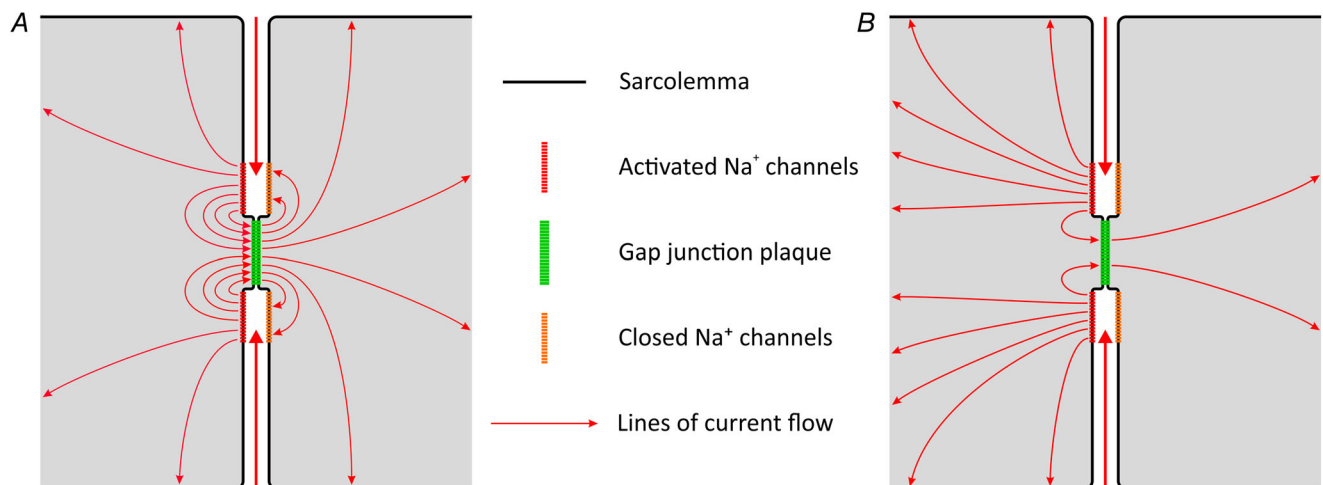 A
B
Sarcolemma
Activated Na⁺ channels
Gap junction plaque
Closed Na⁺ channels
Lines of current flow